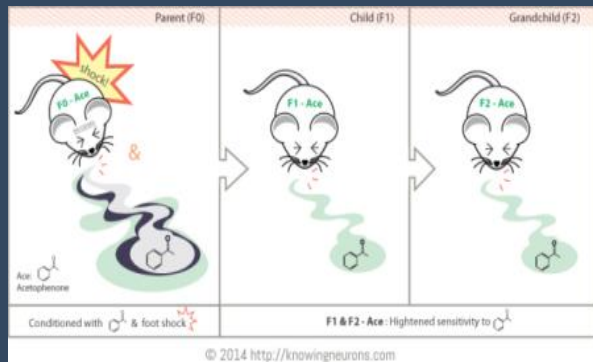 Parent (F0)
Child (F1)
Grandchild (F2)
shock!
F0 - Ace
F1 - Ace
F2 - Ace
&
Ace:
Acetophenone
Conditioned with & foot shock
F1 & F2 - Ace : Hightened sensitivity to
© 2014 http://knowingneurons.com